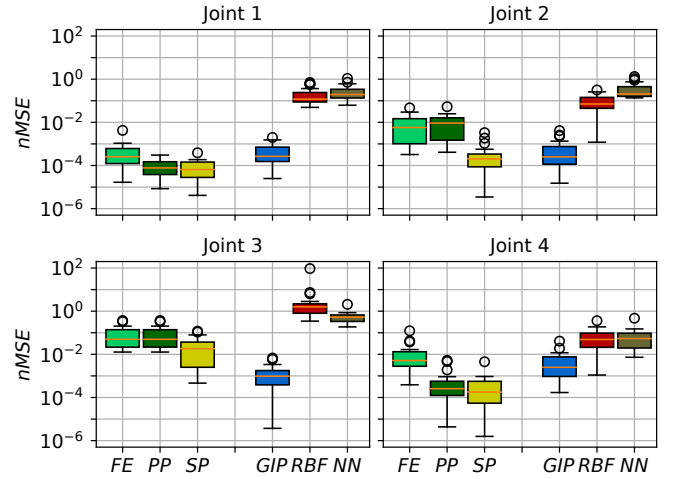 Joint 1
Joint 2
nMSE
10^2
10^0
10^-2
10^-4
10^-6
Joint 3
Joint 4
nMSE
10^2
10^0
10^-2
10^-4
10^-6
FE PP SP GIP RBF NN FE PP SP GIP RBF NN